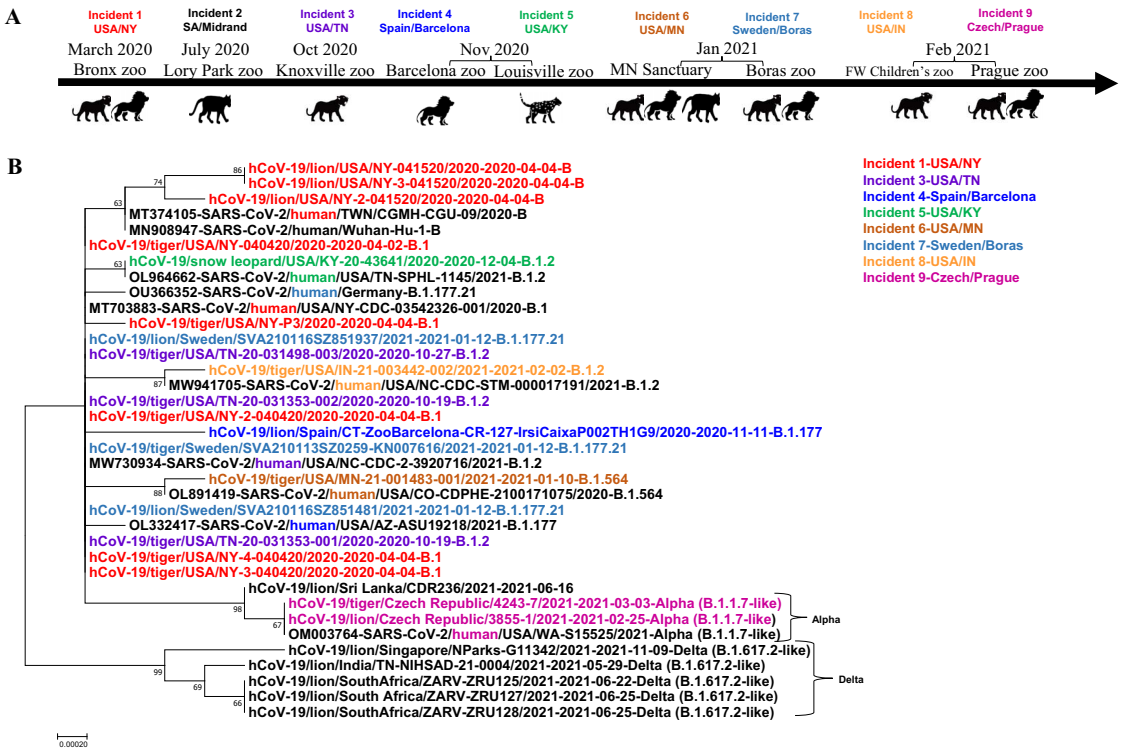 A
Incident 1
USA/NY
Incident 2
SA/Midrand
Incident 3
USA/TN
Incident 4
Spain/Barcelona
Incident 5
USA/KY
Incident 6
USA/MN
Incident 7
Sweden/Boras
Incident 8
USA/IN
Incident 9
Czech/Prague
March 2020
July 2020
Oct 2020
Nov 2020
Jan 2021
Feb 2021
Bronx zoo
Lory Park zoo
Knoxville zoo
Barcelona zoo
Louisville zoo
MN Sanctuary
Boras zoo
FW Children's zoo
Prague zoo
B
86
74
63
63
87
88
98
67
99
69
66
hCoV-19/lion/USA/NY-041520/2020-2020-04-04-B
hCoV-19/lion/USA/NY-3-041520/2020-2020-04-04-B
hCoV-19/lion/USA/NY-2-041520/2020-2020-04-04-B
MT374105-SARS-CoV-2/human/TWN/CGMH-CGU-09/2020-B
MN908947-SARS-CoV-2/human/Wuhan-Hu-1-B
hCoV-19/tiger/USA/NY-040420/2020-2020-04-02-B.1
hCoV-19/snow leopard/USA/KY-20-43641/2020-2020-12-04-B.1.2
OL964662-SARS-CoV-2/human/USA/TN-SPHL-1145/2021-B.1.2
OU366352-SARS-CoV-2/human/Germany-B.1.177.21
MT703883-SARS-CoV-2/human/USA/NY-CDC-03542326-001/2020-B.1
hCoV-19/tiger/USA/NY-P3/2020-2020-04-04-B.1
hCoV-19/lion/Sweden/SVA210116SZ851937/2021-2021-01-12-B.1.177.21
hCoV-19/tiger/USA/TN-20-031498-003/2020-2020-10-27-B.1.2
hCoV-19/tiger/USA/IN-21-003442-002/2021-2021-02-02-B.1.2
MW941705-SARS-CoV-2/human/USA/NC-CDC-STM-000017191/2021-B.1.2
hCoV-19/tiger/USA/TN-20-031353-002/2020-2020-10-19-B.1.2
hCoV-19/tiger/USA/NY-2-040420/2020-2020-04-04-B.1
hCoV-19/lion/Spain/CT-ZooBarcelona-CR-127-IrsiCaixaP002TH1G9/2020-2020-11-11-B.1.177
hCoV-19/tiger/Sweden/SVA210113SZ0259-KN007616/2021-2021-01-12-B.1.177.21
MW730934-SARS-CoV-2/human/USA/NC-CDC-2-3920716/2021-B.1.2
hCoV-19/tiger/USA/MN-21-001483-001/2021-2021-01-10-B.1.564
OL891419-SARS-CoV-2/human/USA/CO-CDPHE-2100171075/2020-B.1.564
hCoV-19/lion/Sweden/SVA210116SZ851481/2021-2021-01-12-B.1.177.21
OL332417-SARS-CoV-2/human/USA/AZ-ASU19218/2021-B.1.177
hCoV-19/tiger/USA/TN-20-031353-001/2020-2020-10-19-B.1.2
hCoV-19/tiger/USA/NY-4-040420/2020-2020-04-04-B.1
hCoV-19/tiger/USA/NY-3-040420/2020-2020-04-04-B.1
hCoV-19/lion/Sri Lanka/CDR236/2021-2021-06-16
hCoV-19/tiger/Czech Republic/4243-7/2021-2021-03-03-Alpha (B.1.1.7-like)
hCoV-19/lion/Czech Republic/3855-1/2021-2021-02-25-Alpha (B.1.1.7-like)
OM003764-SARS-CoV-2/human/USA/WA-S15525/2021-Alpha (B.1.1.7-like)
hCoV-19/lion/Singapore/NParks-G11342/2021-2021-11-09-Delta (B.1.617.2-like)
hCoV-19/lion/India/TN-NIHSAD-21-0004/2021-2021-05-29-Delta (B.1.617.2-like)
hCoV-19/lion/SouthAfrica/ZARV-ZRU125/2021-2021-06-22-Delta (B.1.617.2-like)
hCoV-19/lion/South Africa/ZARV-ZRU127/2021-2021-06-25-Delta (B.1.617.2-like)
hCoV-19/lion/SouthAfrica/ZARV-ZRU128/2021-2021-06-25-Delta (B.1.617.2-like)
Alpha
Delta
Incident 1-USA/NY
Incident 3-USA/TN
Incident 4-Spain/Barcelona
Incident 5-USA/KY
Incident 6-USA/MN
Incident 7-Sweden/Boras
Incident 8-USA/IN
Incident 9-Czech/Prague
0.00020